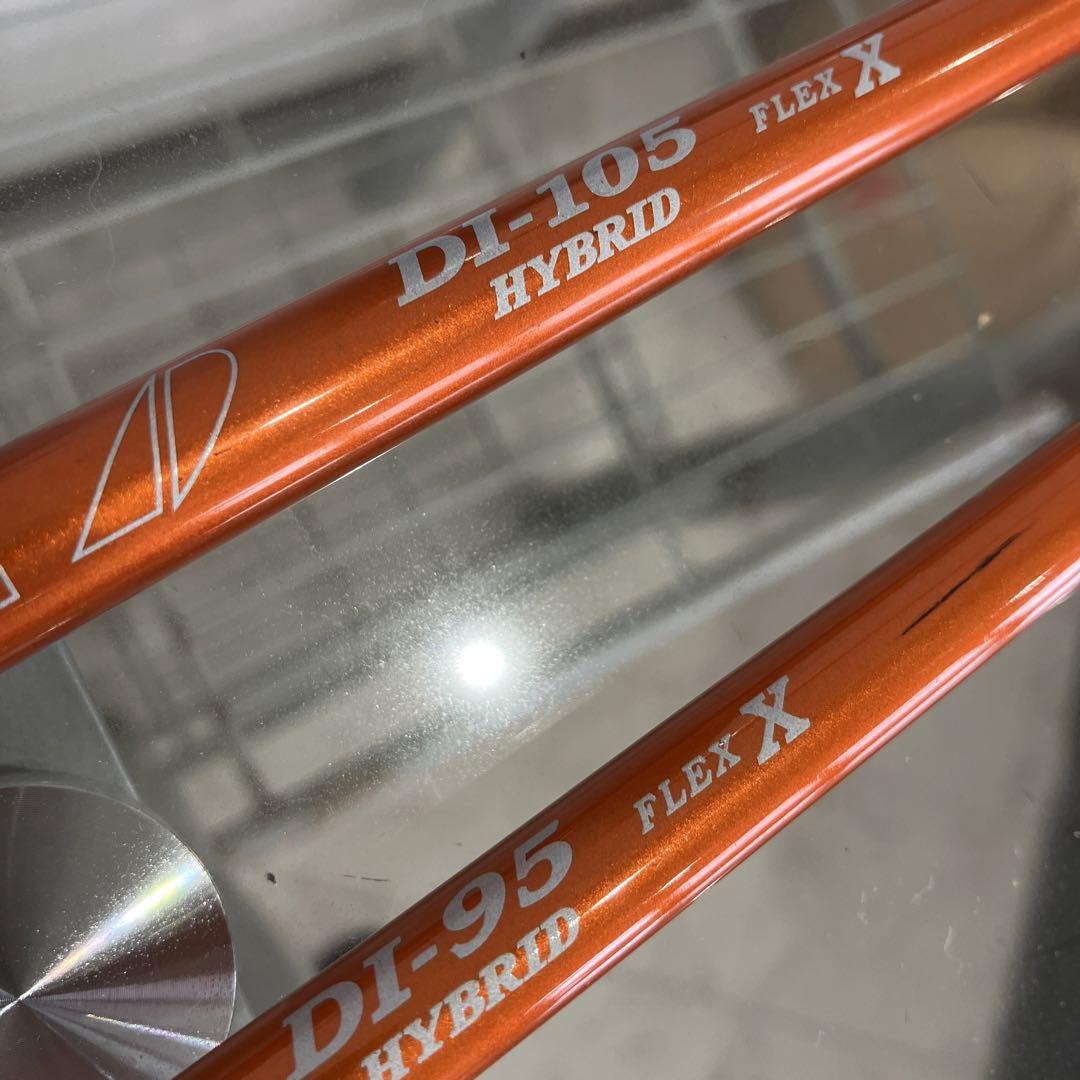 DI-105 FLEX X
HYBRID
DI-95 FLEX X
HYBRID